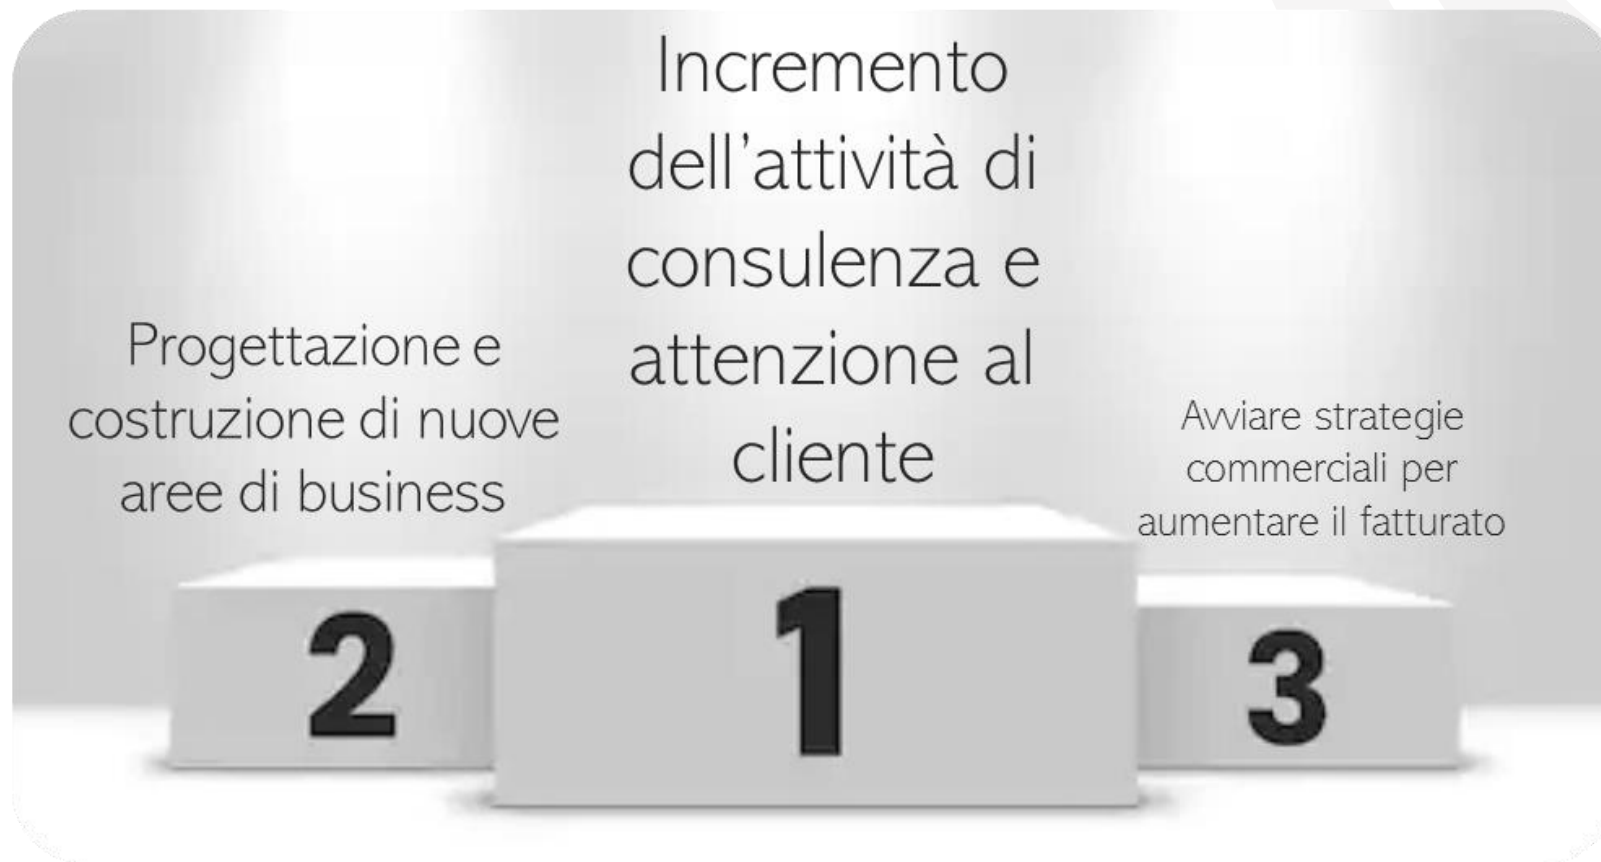 Incremento
dell'attività di
consulenza e
attenzione al
cliente
Progettazione e
costruzione di nuove
aree di business
Avviare strategie
commerciali per
aumentare il fatturato
2
1
3